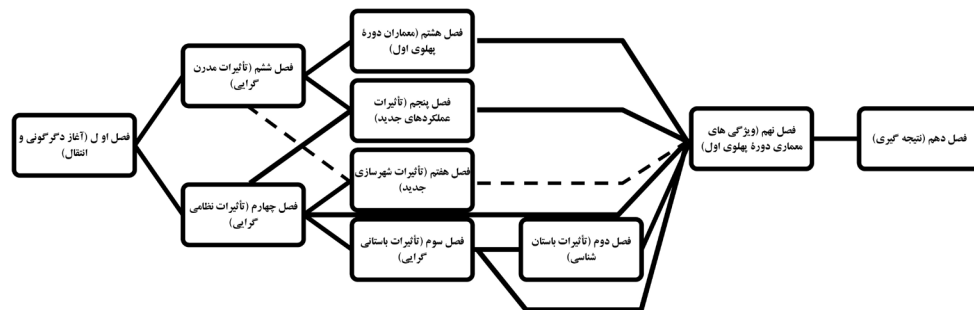 فصل هشتم (معماران دورۀ
پهلوی اول)
فصل ششم (تأثیرات مدرن
گرایی)
فصل پنجم (تأثیرات
عملکردهای جدید)
فصل او ل (آغاز دگرگونی و
انتقال)
فصل نهم (ویژگی های
معماری دورۀ پهلوی اول)
فصل دهم (نتیجه گیری)
فصل هفتم (تأثیرات شهرسازی
جدید)
فصل چهارم (تأثیرات نظامی
گرایی)
فصل سوم (تأثیرات باستانی
گرایی)
فصل دوم (تأثیرات باستان
شناسی)